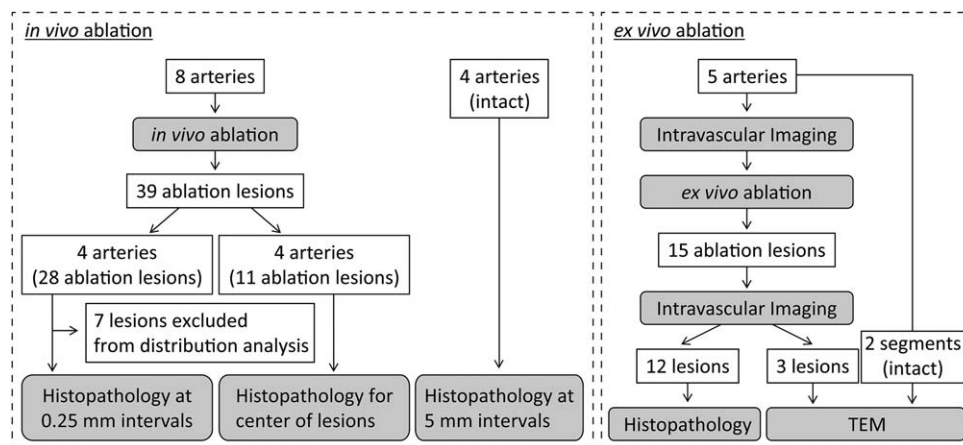 in vivo ablation
8 arteries
4 arteries
(intact)
in vivo ablation
39 ablation lesions
4 arteries
(28 ablation lesions)
4 arteries
(11 ablation lesions)
7 lesions excluded
from distribution analysis
Histopathology at
0.25 mm intervals
Histopathology for
center of lesions
Histopathology at
5 mm intervals
ex vivo ablation
5 arteries
Intravascular Imaging
ex vivo ablation
15 ablation lesions
Intravascular Imaging
12 lesions
3 lesions
2 segments
(intact)
Histopathology
TEM